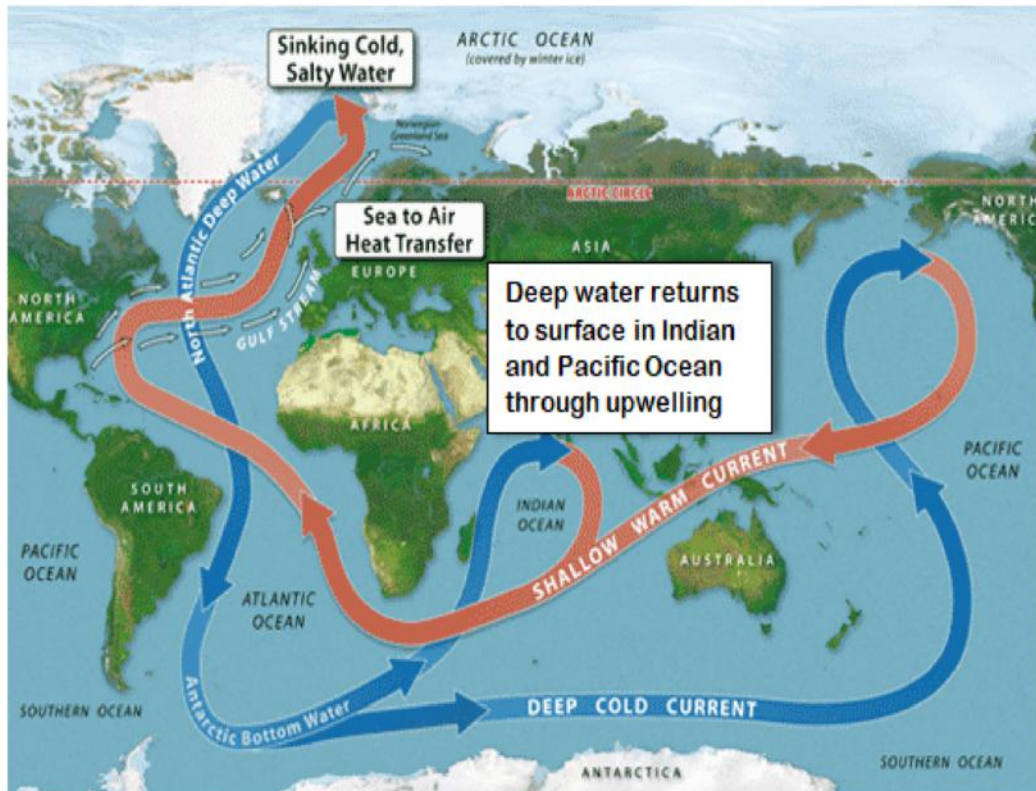 Sinking Cold,
Salty Water
ARCTIC OCEAN
(covered by winter ice)
Norwegian
Greenland Sea
North Atlantic Deep Water
ARCTIC CIRCLE
Sea to Air
Heat Transfer
NORTH
AMERICA
ASIA
EUROPE
NORTH
AMERICA
GULF STREAM
Deep water returns
to surface in Indian
and Pacific Ocean
through upwelling
AFRICA
PACIFIC
OCEAN
SOUTH
AMERICA
INDIAN
OCEAN
SHALLOW WARM CURRENT
PACIFIC
OCEAN
AUSTRALIA
ATLANTIC
OCEAN
SOUTHERN OCEAN
Antarctic Bottom Water
DEEP COLD CURRENT
ANTARCTICA
SOUTHERN OCEAN